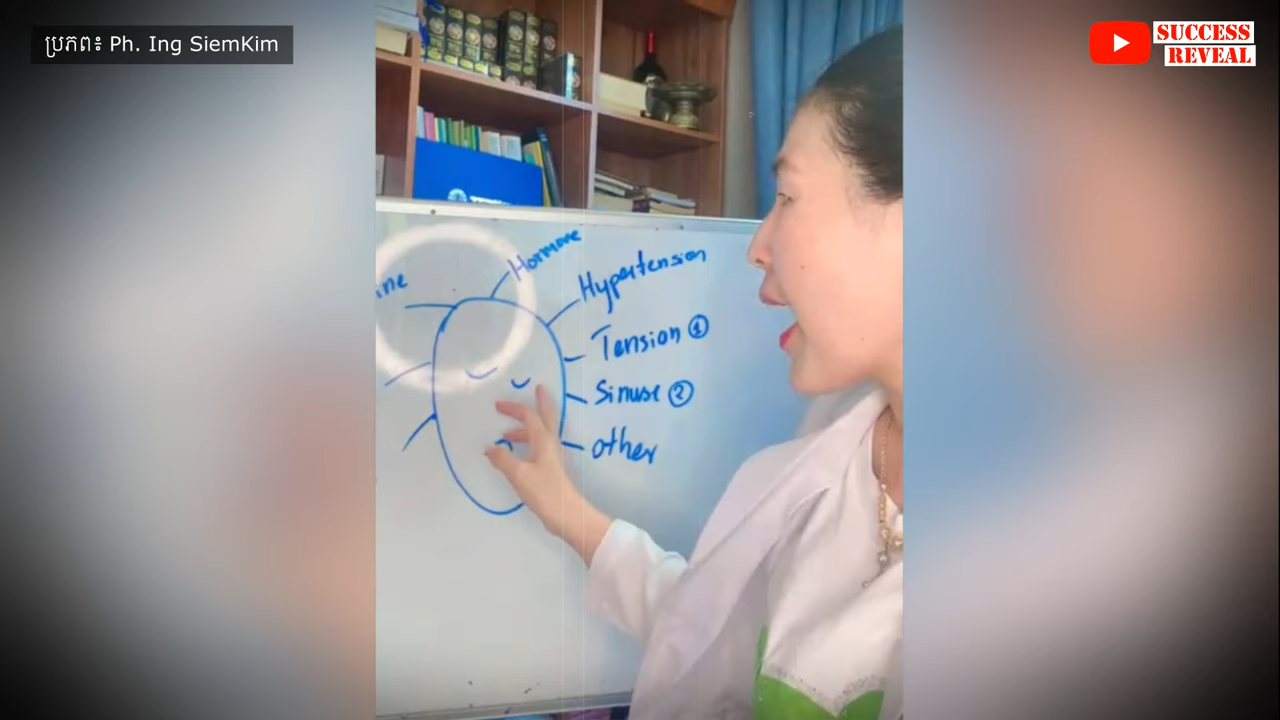 ប្រភព៖ Ph. Ing SiemKim
SUCCESS
REVEAL
Hormone
Hypertension
ine
Tension ①
Sinuse ②
other